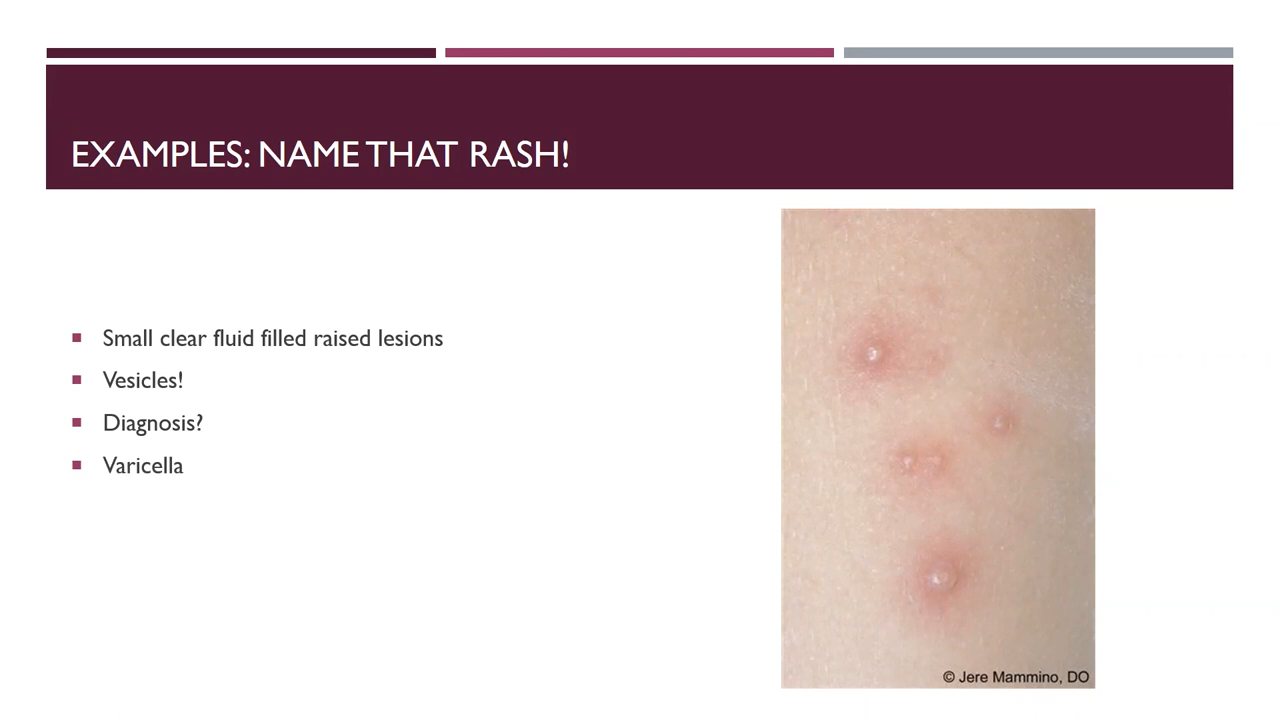 EXAMPLES: NAME THAT RASH!
Small clear fluid filled raised lesions
Vesicles!
Diagnosis?
Varicella
© Jere Mammino, DO